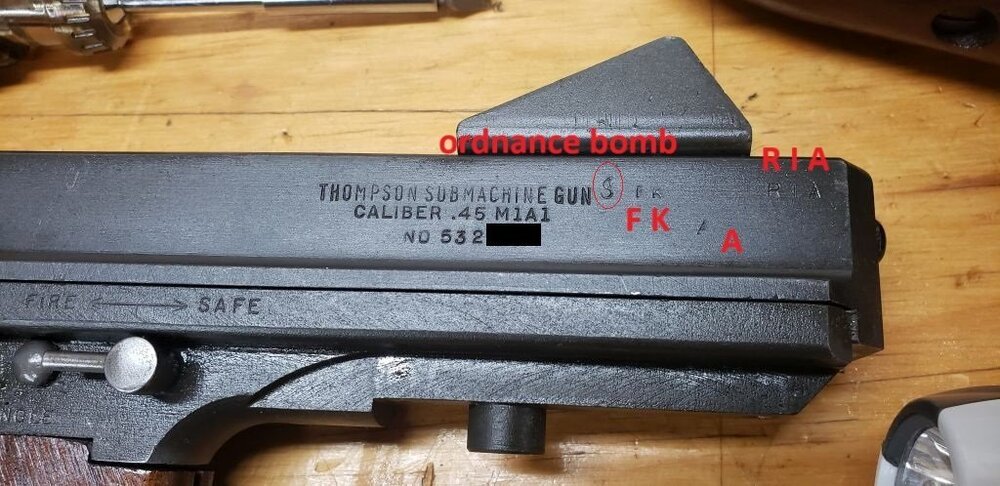 ordnance bomb
R I A
THOMPSON SUBMACHINE GUN F K R I A
CALIBER .45 M1A1
F K
NO 532
A
A
FIRE SAFE